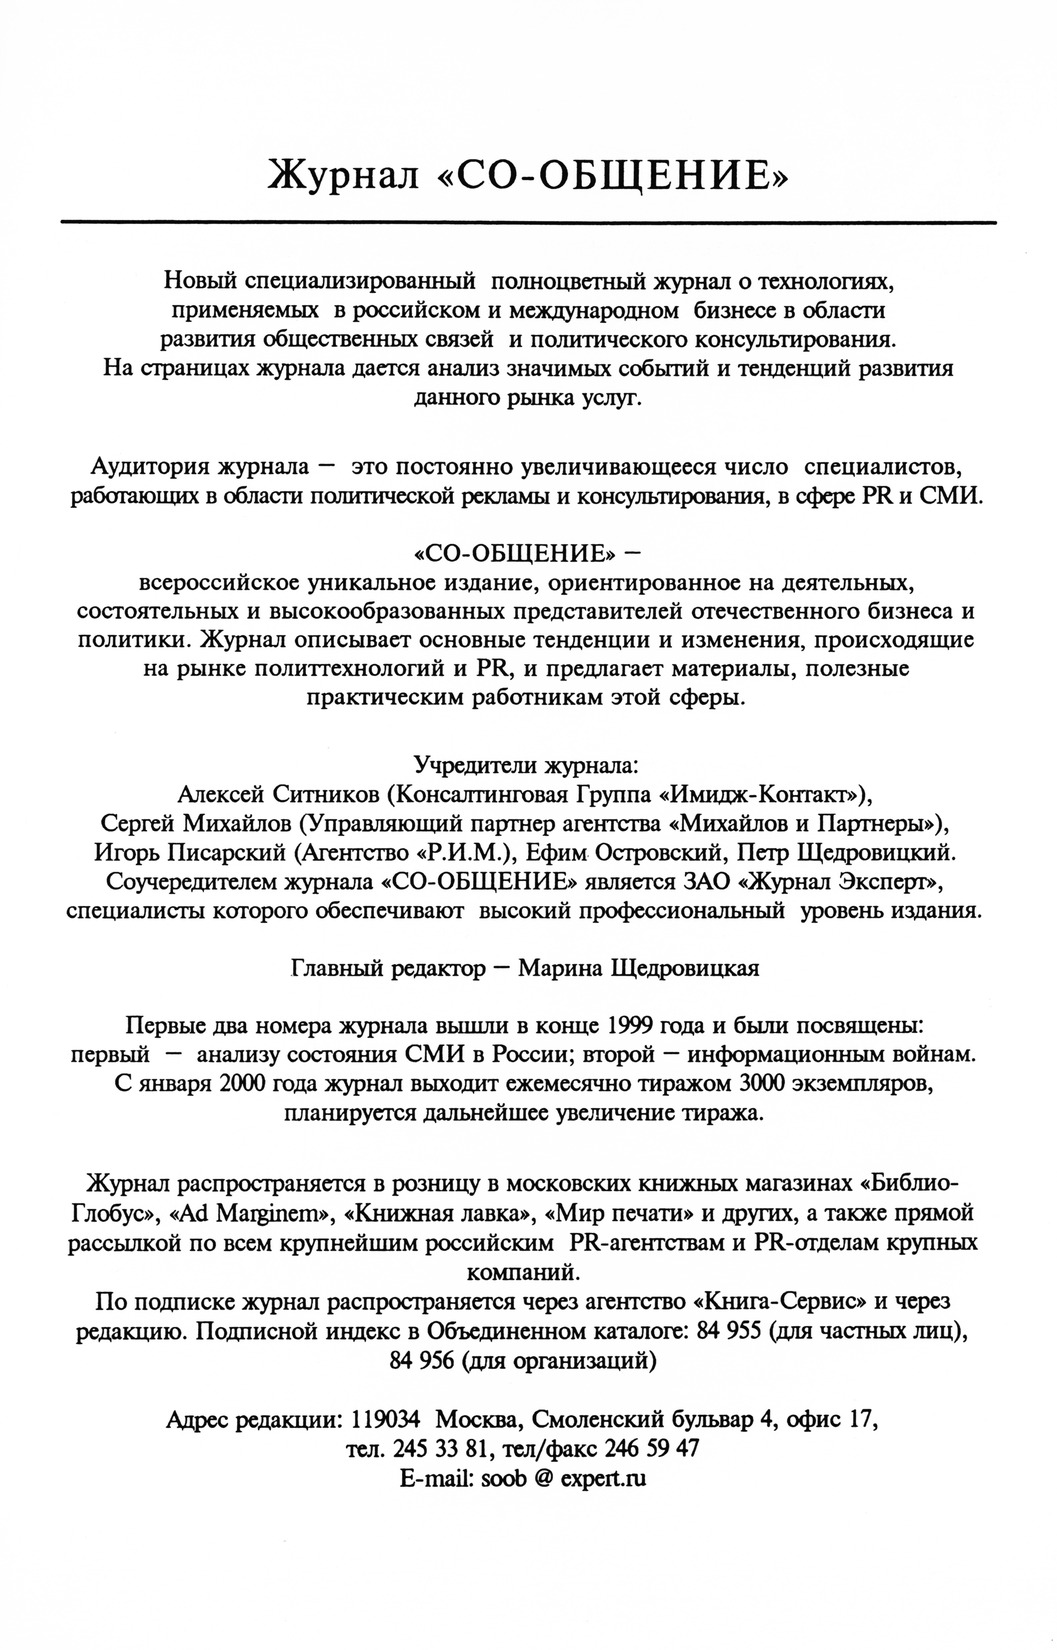 Журнал «СО-ОБЩЕНИЕ»
Новый специализированный полноцветный журнал о технологиях,
применяемых в российском и международном бизнесе в области
развития общественных связей и политического консультирования.
На страницах журнала дается анализ значимых событий и тенденций развития
данного рынка услуг.
Аудитория журнала — это постоянно увеличивающееся число специалистов,
работающих в области политической рекламы и консультирования, в сфере PR и СМИ.
«СО-ОБЩЕНИЕ» —
всероссийское уникальное издание, ориентированное на деятельных,
состоятельных и высокообразованных представителей отечественного бизнеса и
политики. Журнал описывает основные тенденции и изменения, происходящие
на рынке политтехнологий и PR, и предлагает материалы, полезные
практическим работникам этой сферы.
Учредители журнала:
Алексей Ситников (Консалтинговая Группа «Имидж-Контакт»),
Сергей Михайлов (Управляющий партнер агентства «Михайлов и Партнеры»),
Игорь Писарский (Агентство «Р.И.М.), Ефим Островский, Петр Щедровицкий.
Соучередителем журнала «СО-ОБЩЕНИЕ» является ЗАО «Журнал Эксперт»,
специалисты которого обеспечивают высокий профессиональный уровень издания.
Главный редактор — Марина Щедровицкая
Первые два номера журнала вышли в конце 1999 года и были посвящены:
первый — анализу состояния СМИ в России; второй — информационным войнам.
С января 2000 года журнал выходит ежемесячно тиражом 3000 экземпляров,
планируется дальнейшее увеличение тиража.
Журнал распространяется в розницу в московских книжных магазинах «Библио-
Глобус», «Ad Marginem», «Книжная лавка», «Мир печати» и других, а также прямой
рассылкой по всем крупнейшим российским PR-агентствам и PR-отделам крупных
компаний.
По подписке журнал распространяется через агентство «Книга-Сервис» и через
редакцию. Подписной индекс в Объединенном каталоге: 84 955 (для частных лиц),
84 956 (для организаций)
Адрес редакции: 119034 Москва, Смоленский бульвар 4, офис 17,
тел. 245 33 81, тел/факс 246 59 47
E-mail: soob @ expert.ru